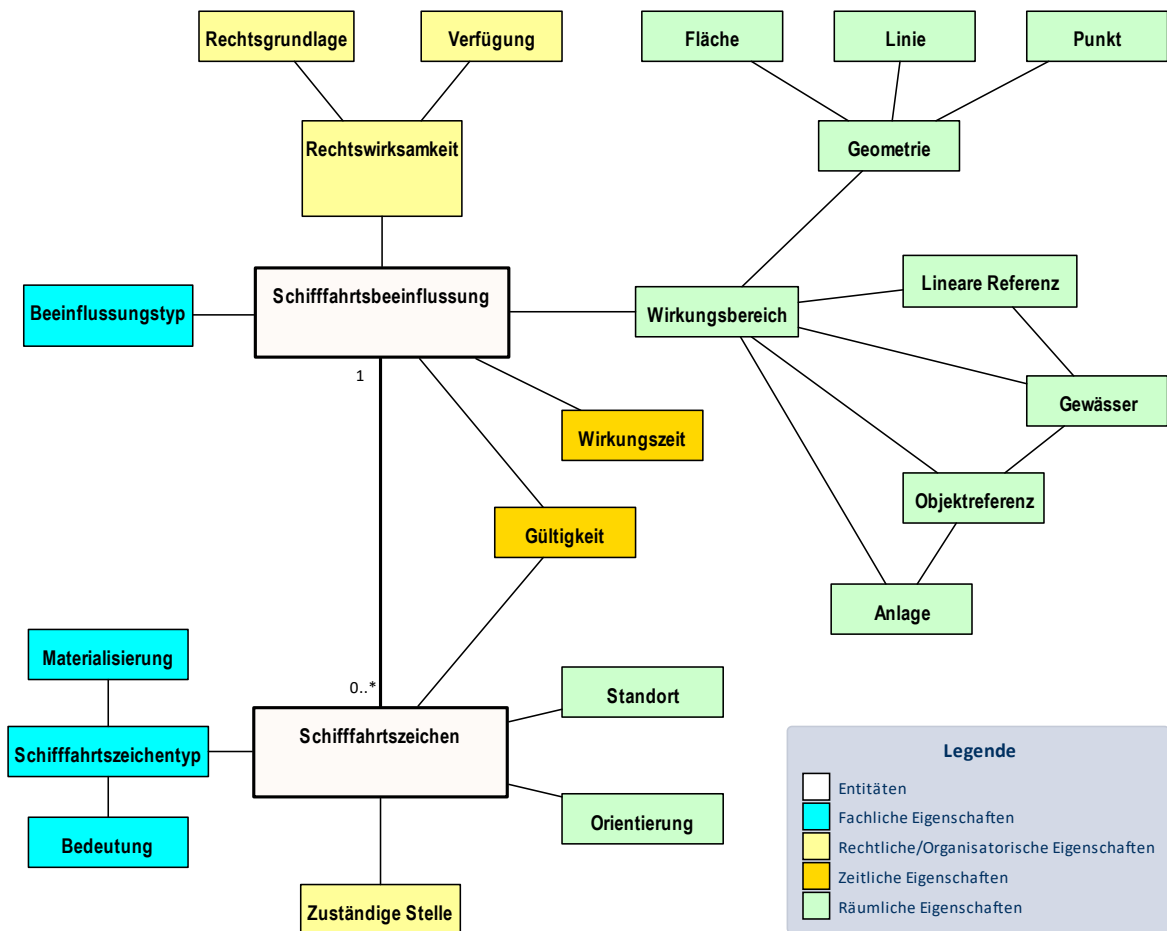 Rechtsgrundlage
Verfügung
Fläche
Linie
Punkt
Rechtswirksamkeit
Geometrie
Schifffahrtsbeeinflussung
Lineare Referenz
Beeinflussungstyp
Wirkungsbereich
1
Gewässer
Wirkungszeit
Objektreferenz
Gültigkeit
Anlage
Materialisierung
0..*
Standort
Schifffahrtszeichen
Schifffahrtszeichentyp
Orientierung
Bedeutung
Zuständige Stelle
Legende
Entitäten
Fachliche Eigenschaften
Rechtliche/Organisatorische Eigenschaften
Zeitliche Eigenschaften
Räumliche Eigenschaften